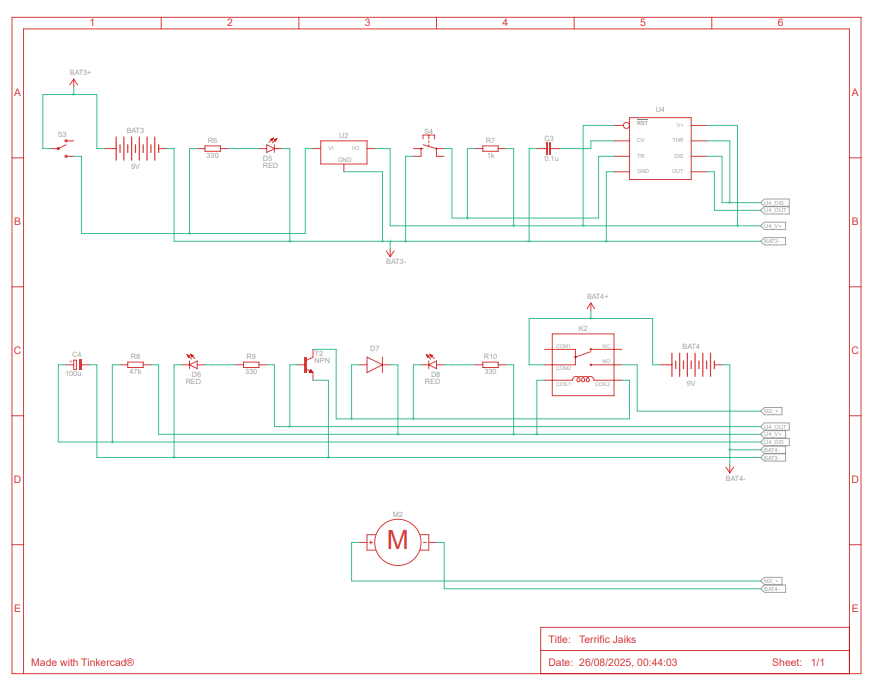 1 2 3 4 5 6
A A
BAT3+
S3
BAT3
9V
R6
330
D5
RED
U2
VI VO
GND
S4
R7
1k
C3
0.1u
U4
RST V+
CV THR
TR DIS
GND OUT
B B
U4_DIS
U4_OUT
U4_V+
BAT3-
BAT3-
C C
C4
+
100u
R8
47k
D6
RED
R9
330
T2
NPN
D7
D8
RED
R10
330
BAT4+
K2
COM1 NC
NO
COM2
COIL1 COIL2
BAT4
9V
M2_+
U4_OUT
U4_V+
U4_DIS
BAT4-
BAT3-
D D
BAT4-
M2
+ M -
M2_+
BAT4-
E E
Title: Terrific Jaiks
Made with Tinkercad®
Date: 26/08/2025, 00:44:03 Sheet: 1/1